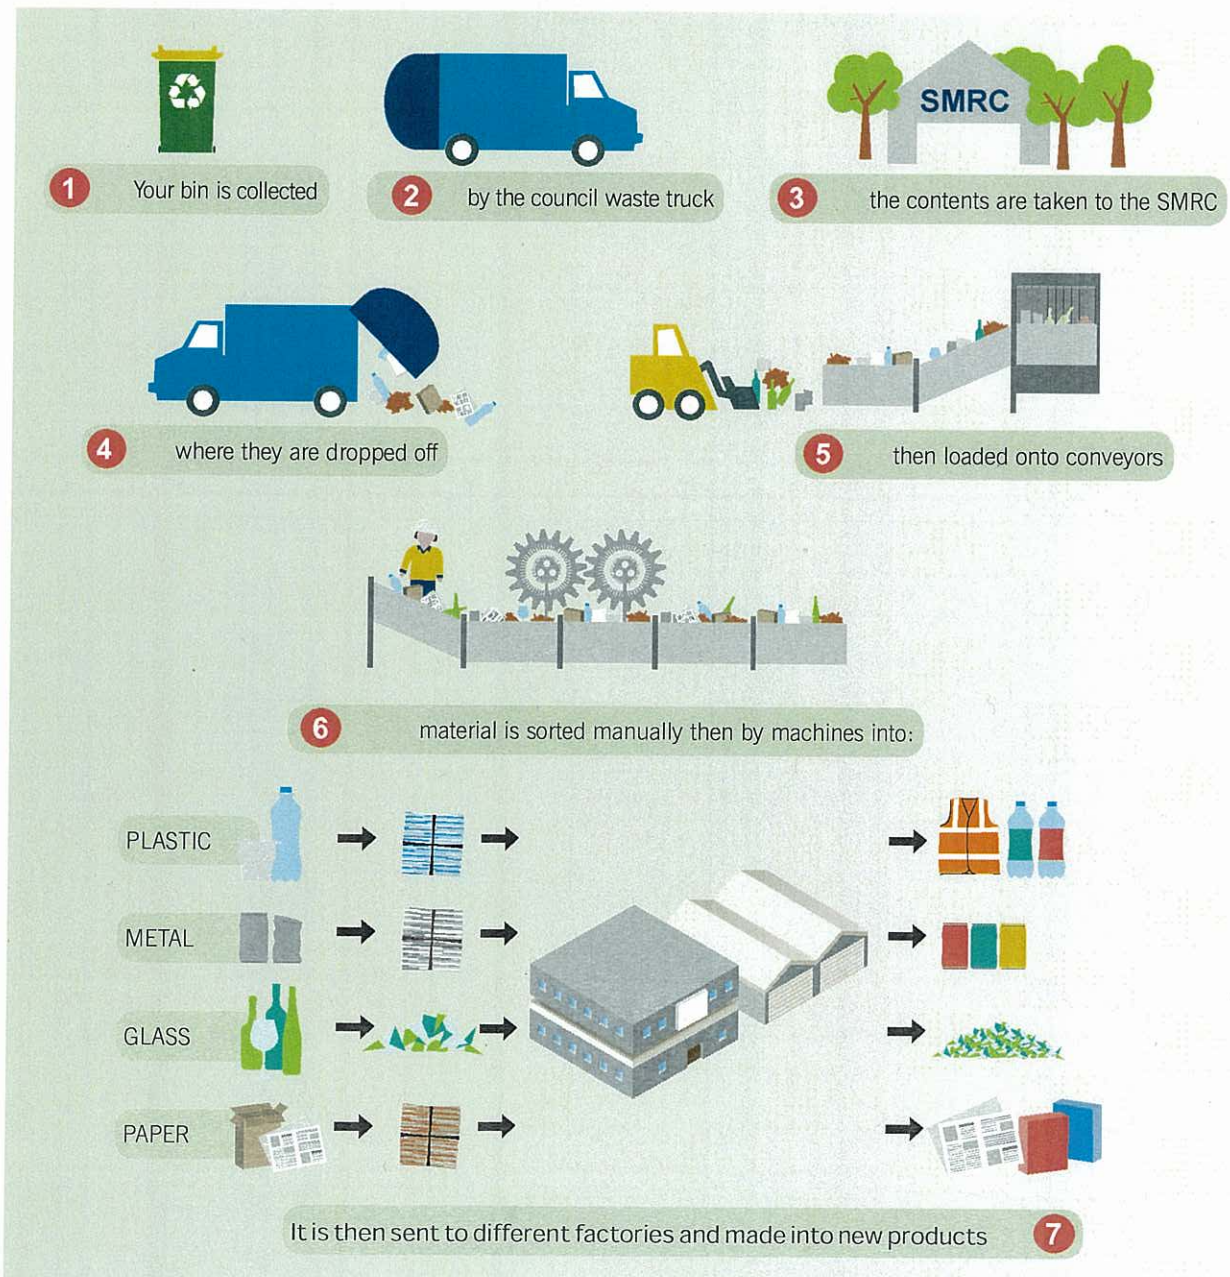 SMRC
1 Your bin is collected
2 by the council waste truck
3 the contents are taken to the SMRC
4 where they are dropped off
5 then loaded onto conveyors
6 material is sorted manually then by machines into:
PLASTIC
METAL
GLASS
PAPER
It is then sent to different factories and made into new products 7